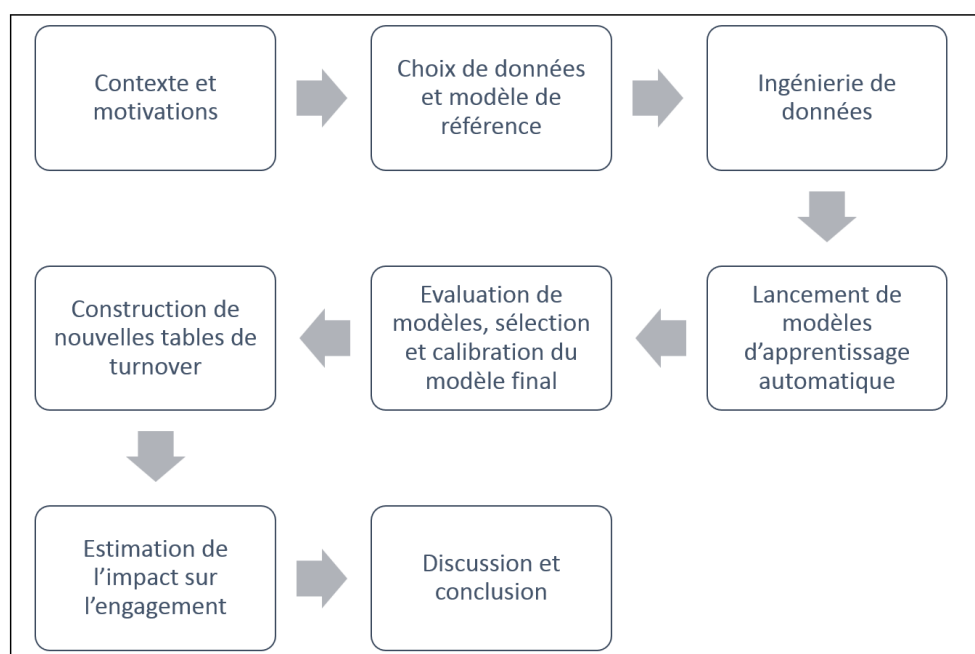 Contexte et
motivations
Choix de données
et modèle de
référence
Ingénierie de
données
Lancement de
modèles
d’apprentissage
automatique
Evaluation de
modèles, sélection
et calibration du
modèle final
Construction de
nouvelles tables de
turnover
Estimation de
l’impact sur
l’engagement
Discussion et
conclusion